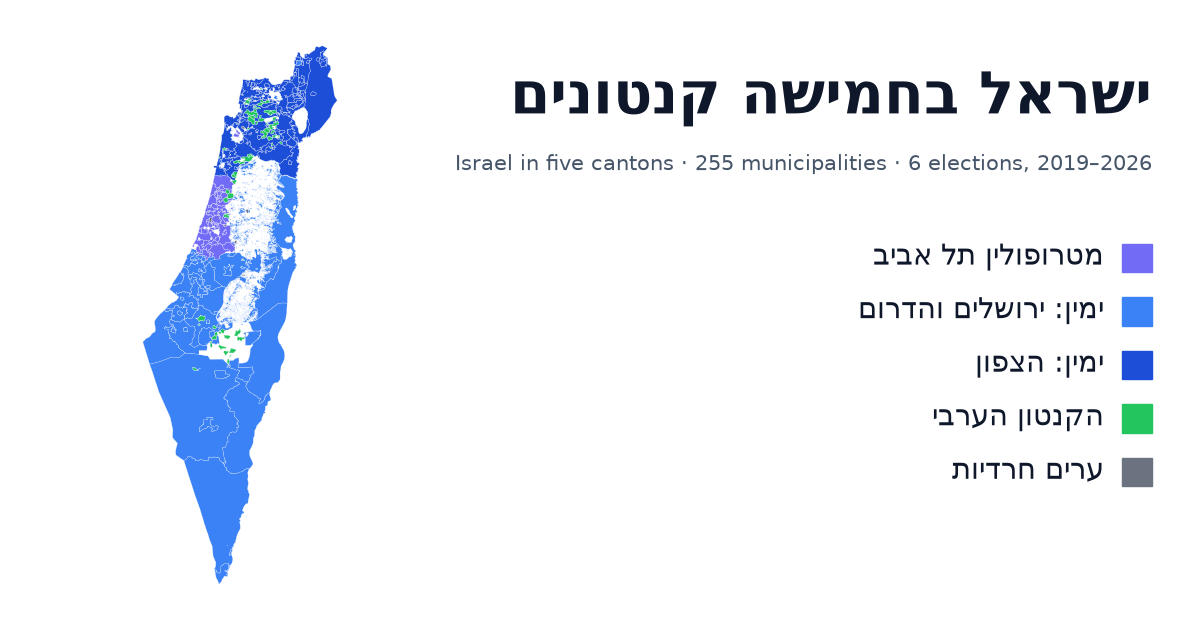 ישראל בחמישה קנטונים
Israel in five cantons · 255 municipalities · 6 elections, 2019–2026
מטרופולין תל אביב
ימין: ירושלים והדרום
ימין: הצפון
הקנטון הערבי
ערים חרדיות